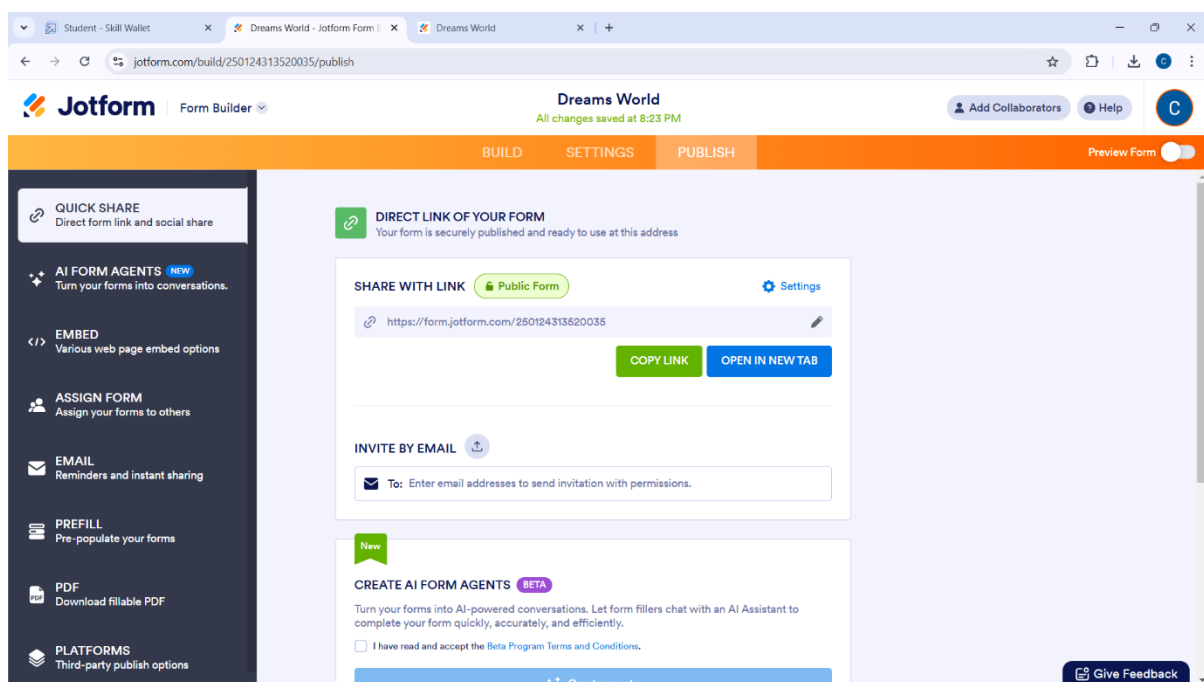 Student - Skill Wallet
Dreams World - Jotform Form
Dreams World
jotform.com/build/250124313520035/publish
C
Jotform
Form Builder
Dreams World
All changes saved at 8:23 PM
Add Collaborators
Help
C
BUILD
SETTINGS
PUBLISH
Preview Form
QUICK SHARE
Direct form link and social share
AI FORM AGENTS NEW
Turn your forms into conversations.
EMBED
Various web page embed options
ASSIGN FORM
Assign your forms to others
EMAIL
Reminders and instant sharing
PREFILL
Pre-populate your forms
PDF
PDF
Download fillable PDF
PLATFORMS
Third-party publish options
DIRECT LINK OF YOUR FORM
Your form is securely published and ready to use at this address
SHARE WITH LINK
Public Form
Settings
https://form.jotform.com/250124313520035
COPY LINK
OPEN IN NEW TAB
INVITE BY EMAIL
To: Enter email addresses to send invitation with permissions.
New
CREATE AI FORM AGENTS BETA
Turn your forms into AI-powered conversations. Let form fillers chat with an AI Assistant to
complete your form quickly, accurately, and efficiently.
I have read and accept the Beta Program Terms and Conditions.
Give Feedback